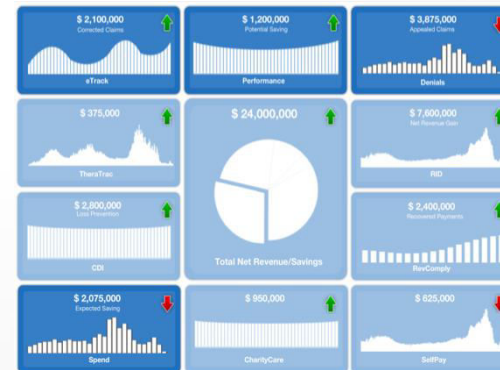 $ 2,100,000
Corrected Claims
eTrack
$ 1,200,000
Potential Saving
Performance
$ 3,875,000
Appealed Claims
Denials
$ 375,000
TheraTrac
$ 24,000,000
Total Net Revenue/Savings
$ 7,600,000
Net Revenue Gain
RID
$ 2,800,000
Loss Prevention
CDI
$ 2,400,000
Recovered Payments
RevComply
$ 2,075,000
Expected Saving
Spend
$ 950,000
CharityCare
$ 625,000
SelfPay